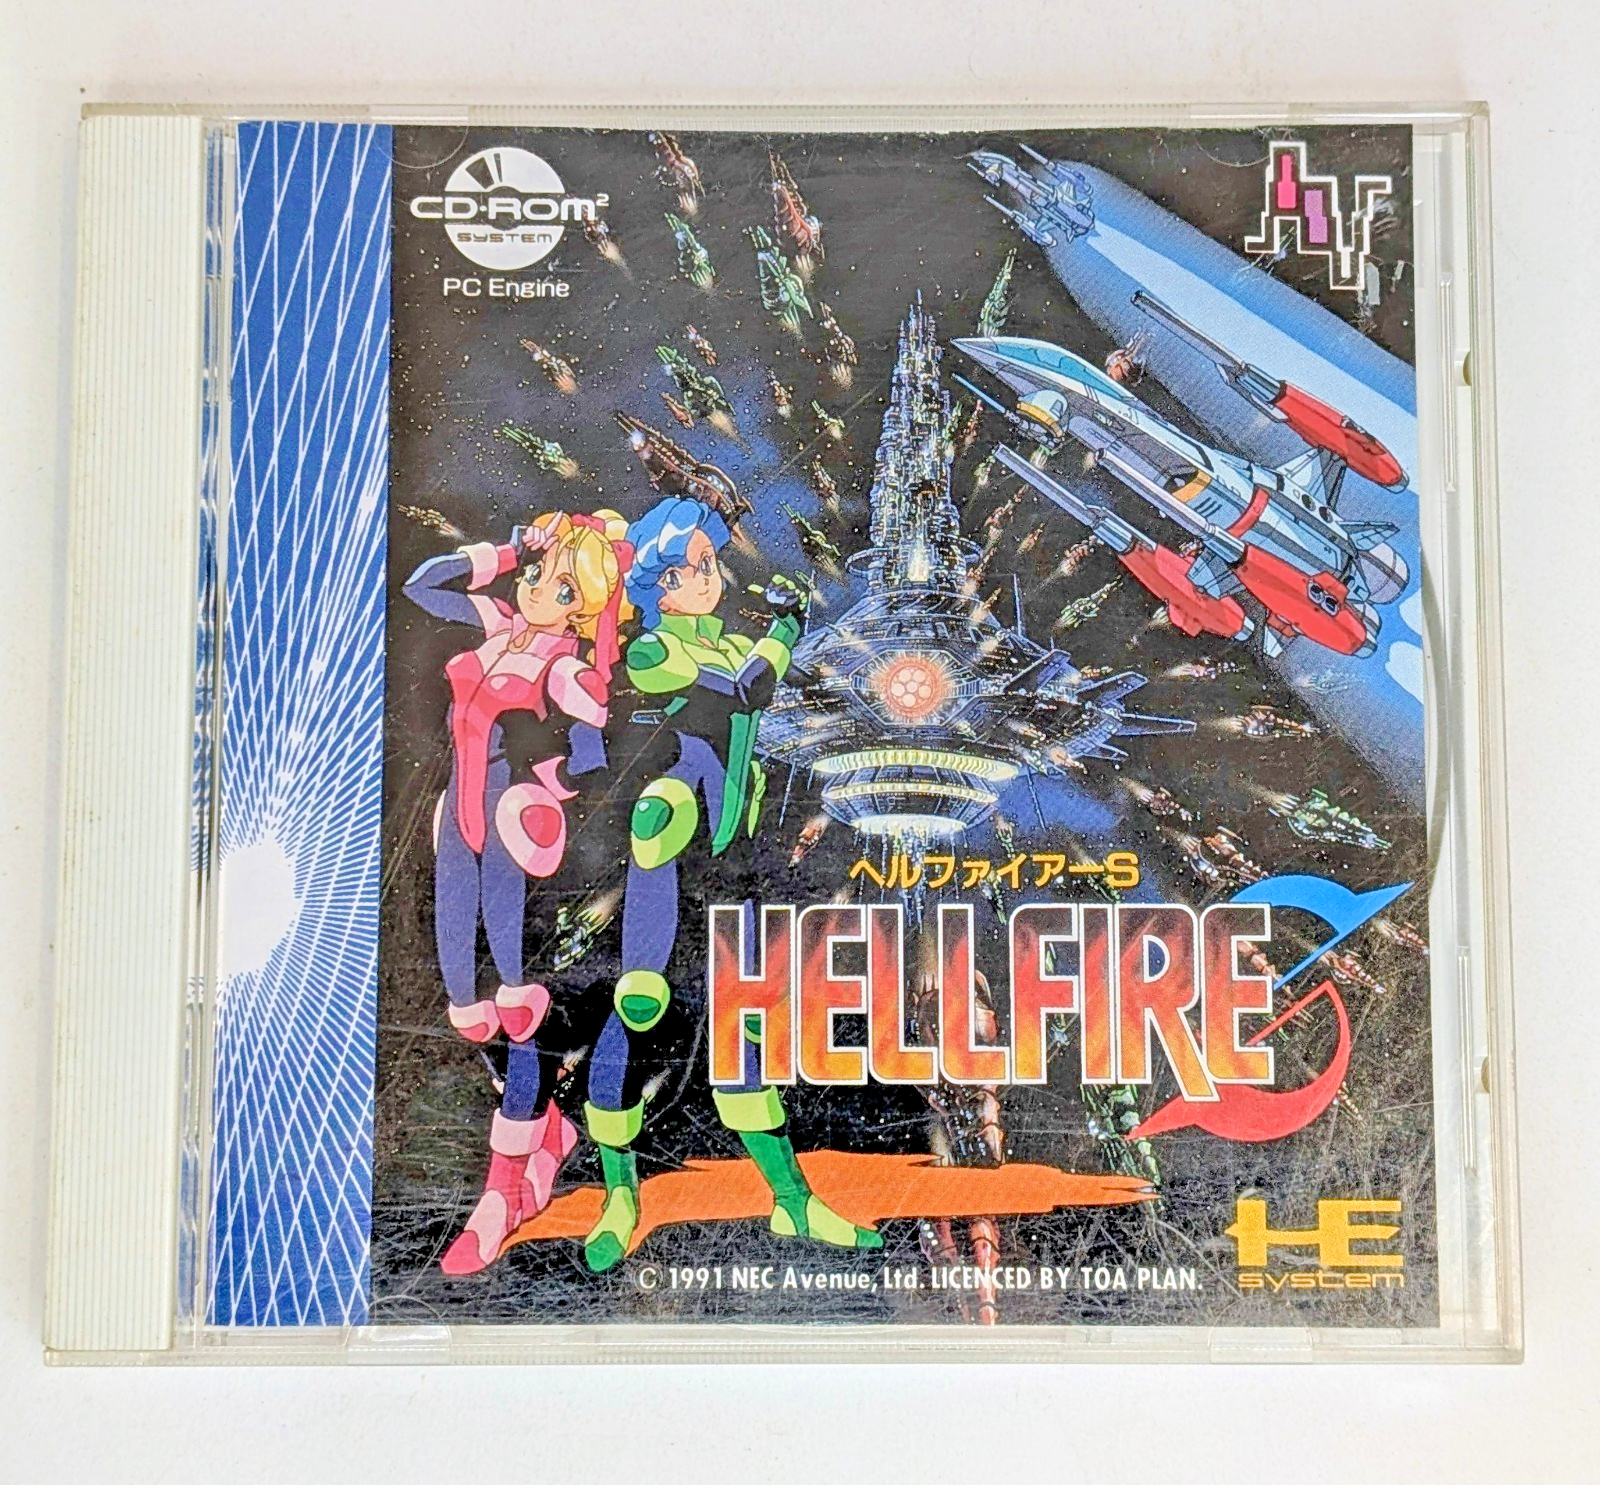 CD-ROM²
SYSTEM
PC Engine
AV
ヘルファイアーS
HELLFIRE S
© 1991 NEC Avenue, Ltd. LICENCED BY TOA PLAN.
HE
SYSTEM